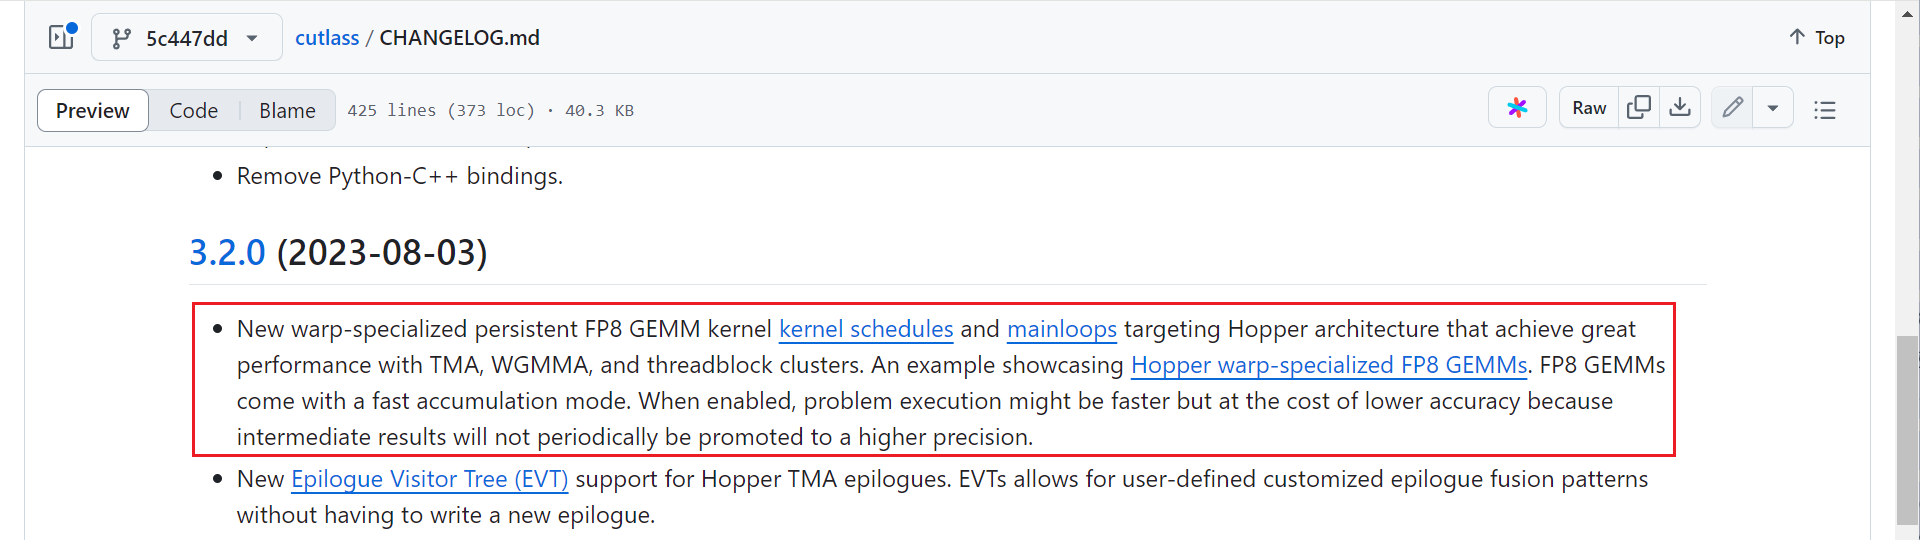 5c447dd
cutlass / CHANGELOG.md
Top
Preview
Code
Blame
425 lines (373 loc) · 40.3 KB
Raw
• Remove Python-C++ bindings.
3.2.0 (2023-08-03)
• New warp-specialized persistent FP8 GEMM kernel kernel schedules and mainloops targeting Hopper architecture that achieve great
performance with TMA, WGMMA, and threadblock clusters. An example showcasing Hopper warp-specialized FP8 GEMMs. FP8 GEMMs
come with a fast accumulation mode. When enabled, problem execution might be faster but at the cost of lower accuracy because
intermediate results will not periodically be promoted to a higher precision.
• New Epilogue Visitor Tree (EVT) support for Hopper TMA epilogues. EVTs allows for user-defined customized epilogue fusion patterns
without having to write a new epilogue.